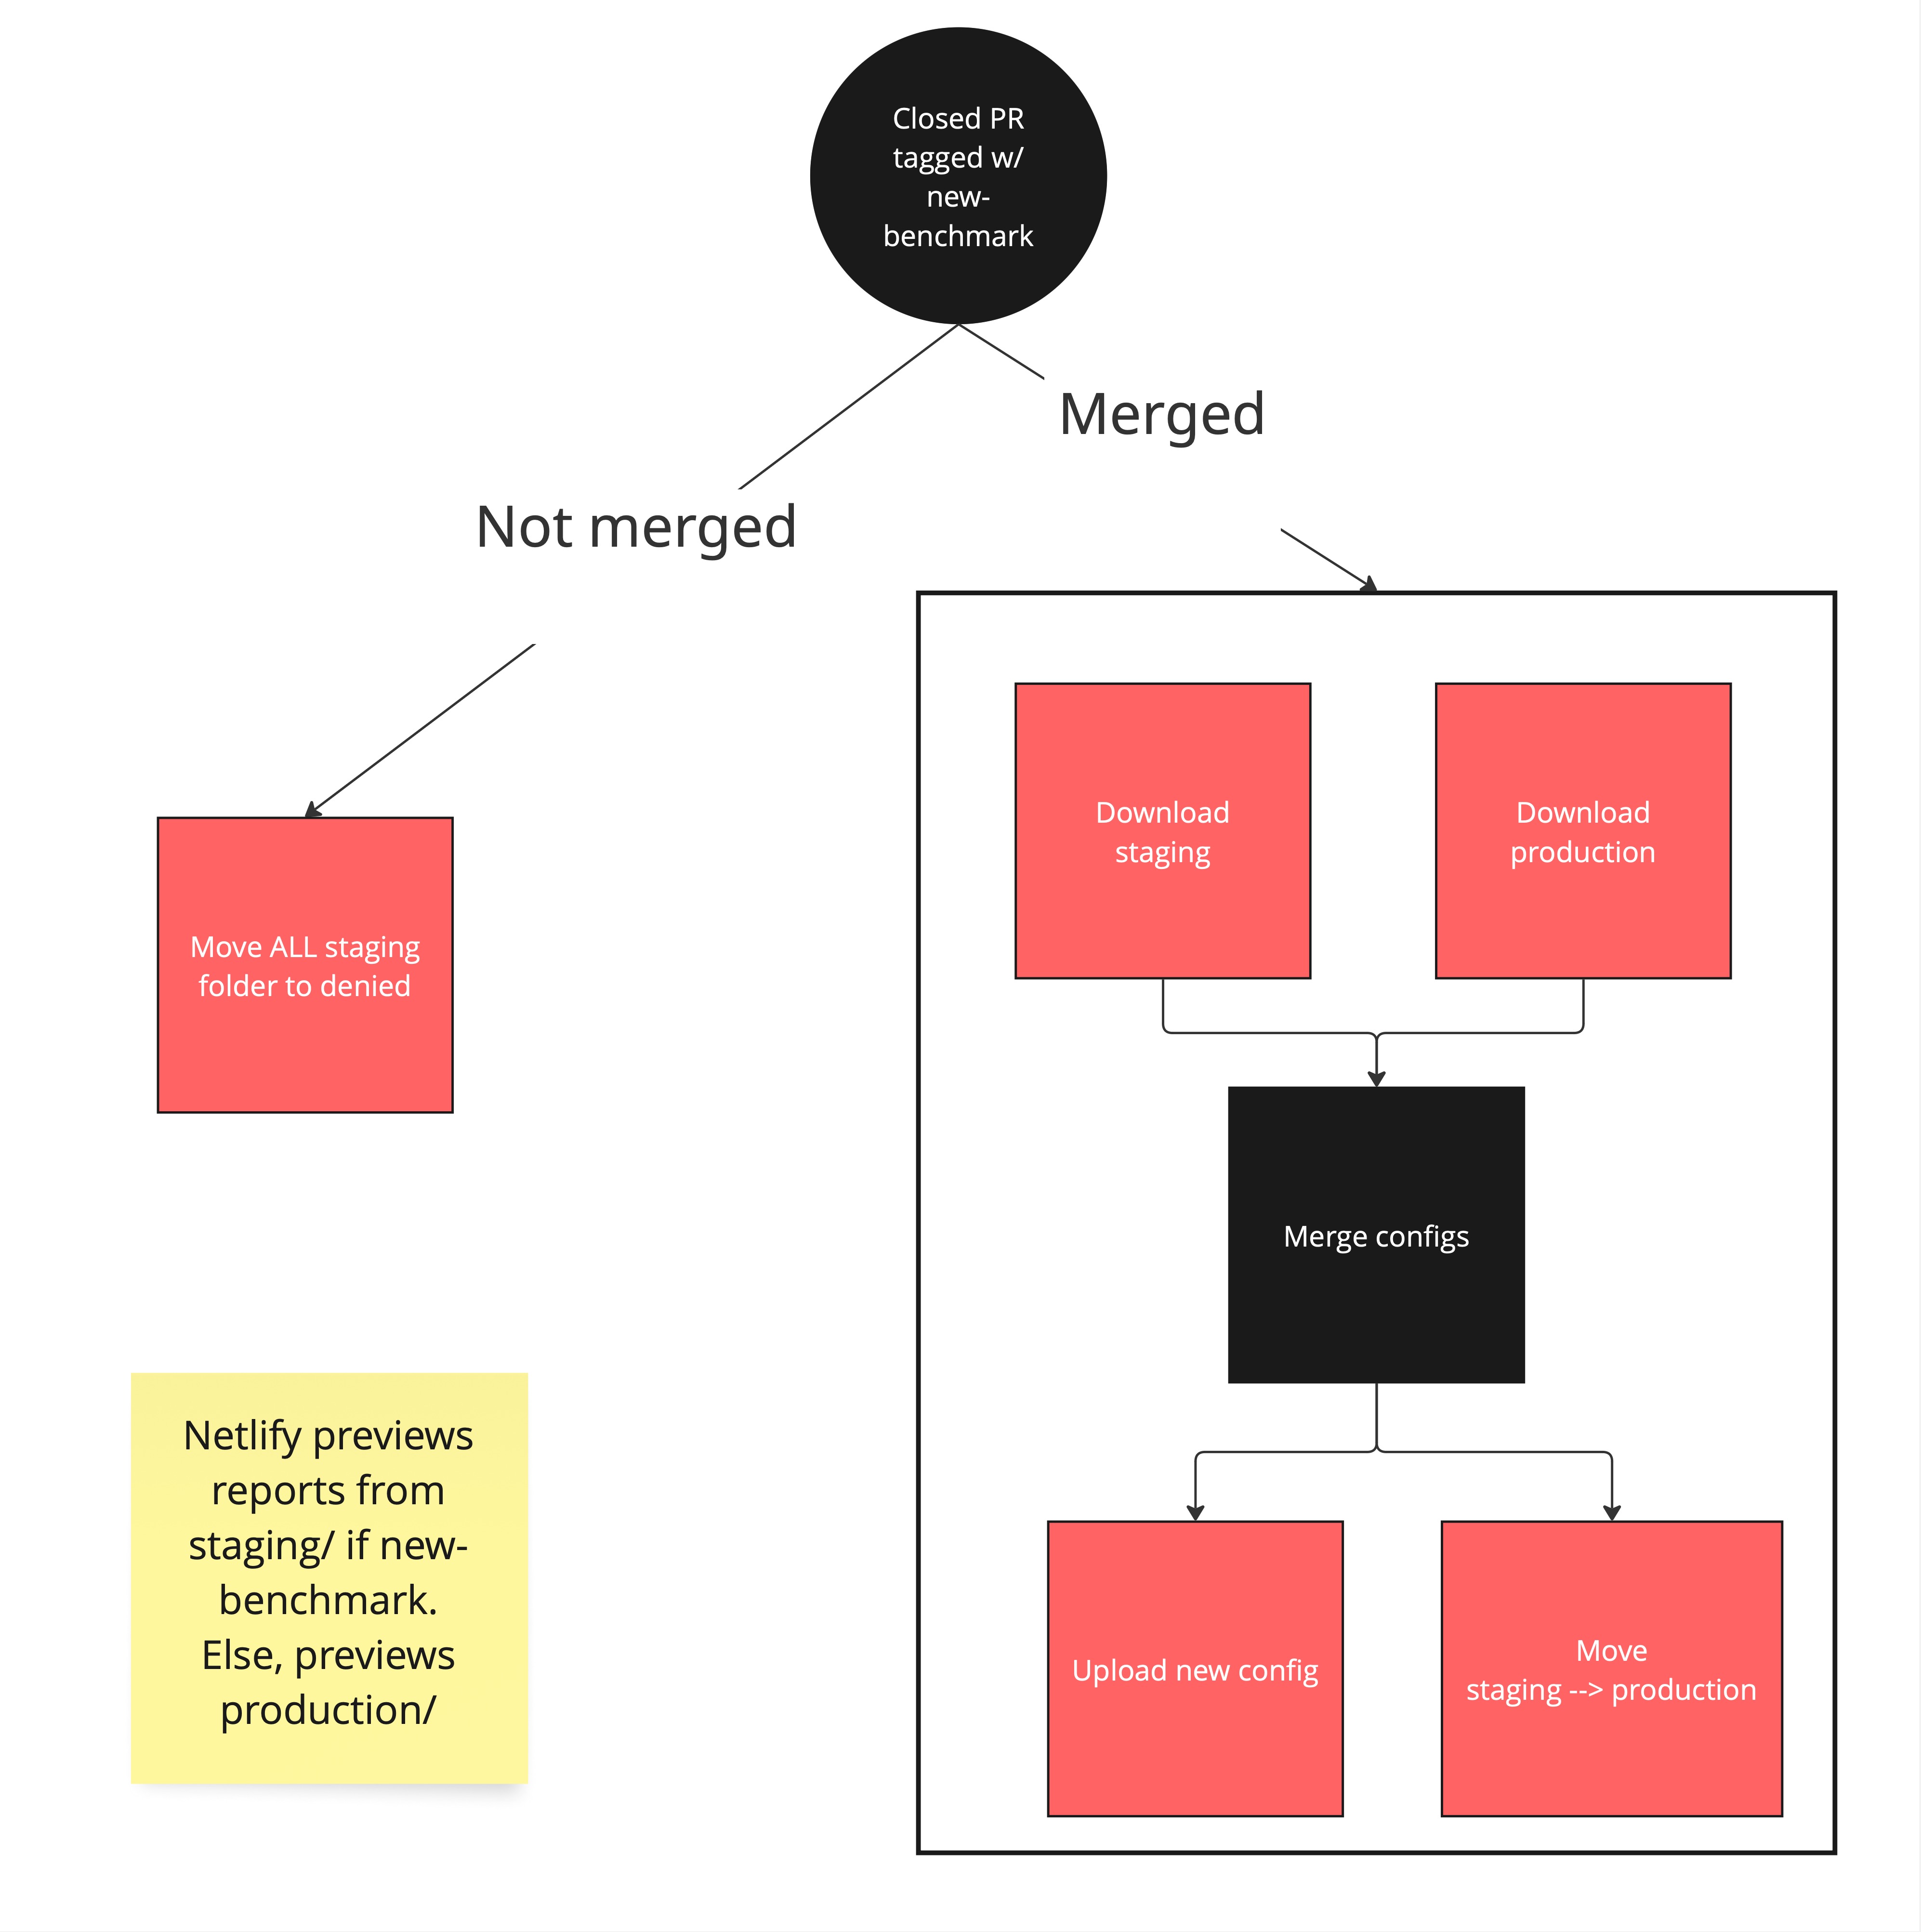 Closed PR
tagged w/
new-
benchmark
Merged
Not merged
Download
staging
Download
production
Move ALL staging
folder to denied
Merge configs
Netlify previews
reports from
staging/ if new-
benchmark.
Else, previews
production/
Upload new config
Move
staging --> production